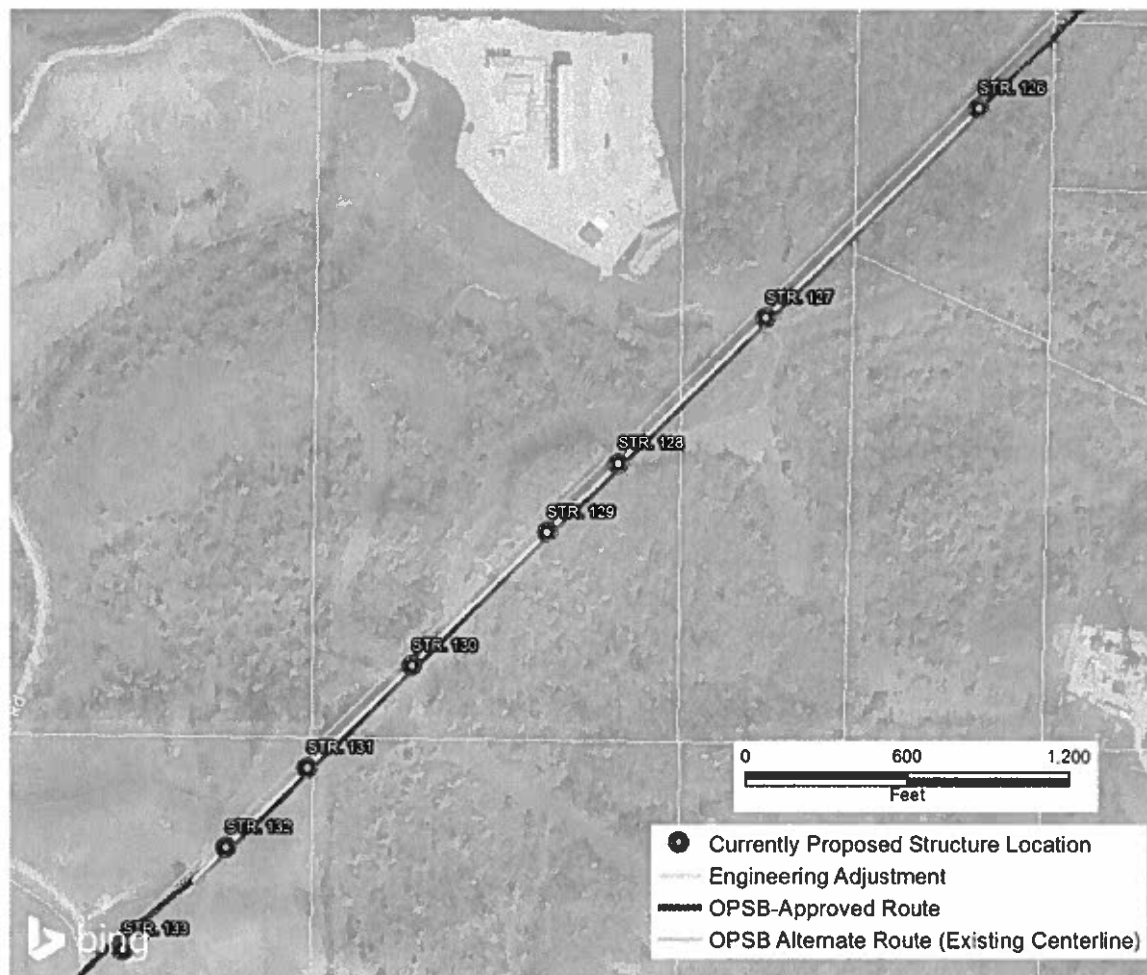 STR. 126
STR. 127
STR. 128
STR. 129
STR. 130
STR. 131
STR. 132
STR. 133
Rd
bing
0 600 1,200
Feet
Currently Proposed Structure Location
Engineering Adjustment
OPSB-Approved Route
OPSB Alternate Route (Existing Centerline)